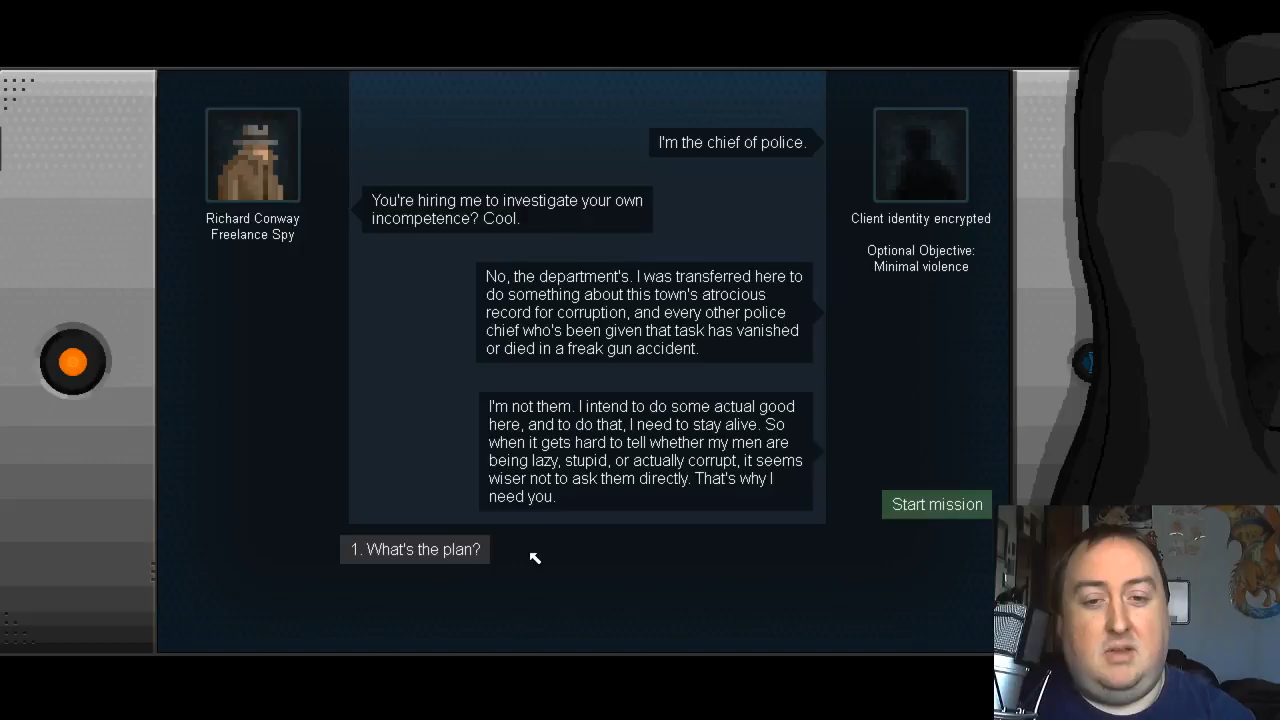 I'm the chief of police.
You're hiring me to investigate your own
incompetence? Cool.
Richard Conway
Freelance Spy
Client identity encrypted
Optional Objective:
Minimal violence
No, the department's. I was transferred here to
do something about this town's atrocious
record for corruption, and every other police
chief who's been given that task has vanished
or died in a freak gun accident.
I'm not them. I intend to do some actual good
here, and to do that, I need to stay alive. So
when it gets hard to tell whether my men are
being lazy, stupid, or actually corrupt, it seems
wiser not to ask them directly. That's why I
need you.
Start mission
1. What's the plan?